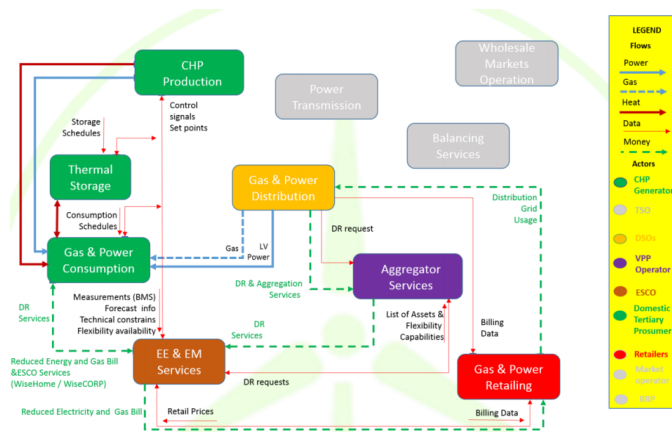 CHP
Production
Wholesale
Markets
Operation
Power
Transmission
Balancing
Services
Control
signals
Set points
Storage
Schedules
Thermal
Storage
Consumption
Schedules
Gas & Power
Distribution
Distribution
Grid
Usage
DR request
Gas & Power
Consumption
Gas
LV
Power
Aggregator
Services
DR
Services
Measurements (BMS)
Forecast info
Technical constrains
Flexibility availability
DR & Aggregation
Services
DR
Services
List of Assets &
Flexibility
Capabilities
Billing
Data
Reduced Energy and Gas Bill
&ESCO Services
(WiseHome / WiseCORP)
EE & EM
Services
DR requests
Gas & Power
Retailing
Reduced Electricity and Gas Bill
Retail Prices
Billing Data
LEGEND
Flows
Power
Gas
Heat
Data
Money
Actors
CHP
Generator
TSO
DSOs
VPP
Operator
ESCO
Domestic
Tertiary
Prosumer
Retailers
Market
operator
BRP